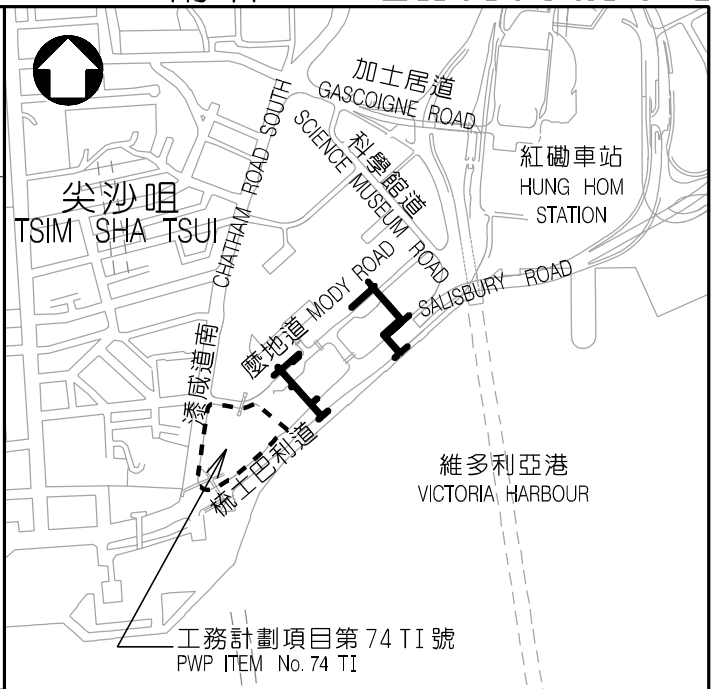 加士居道
GASCOIGNE ROAD
科學館道
SCIENCE MUSEUM ROAD
紅磡車站
HUNG HOM
STATION
尖沙咀
TSIM SHA TSUI
CHATHAM ROAD SOUTH
漆咸道南
麼地道 MODY ROAD
SALISBURY ROAD
梳士巴利道
維多利亞港
VICTORIA HARBOUR
工務計劃項目第 74 TI 號
PWP ITEM No. 74 TI